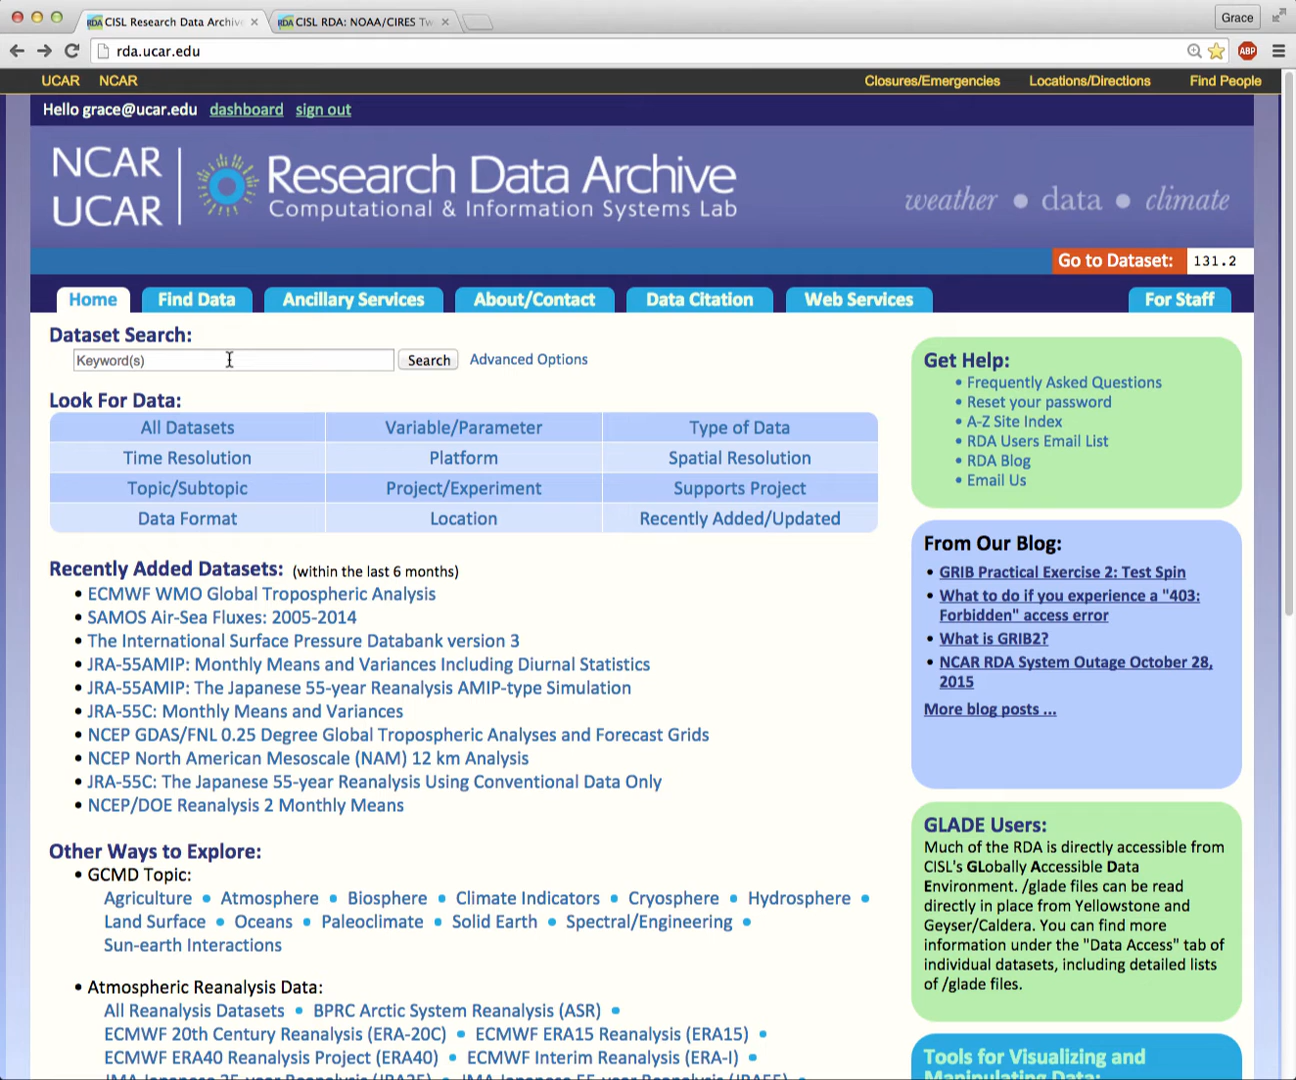 CISL Research Data Archiv
CISL RDA: NOAA/CIRES Tw
Grace
rda.ucar.edu
ABP
UCAR NCAR Closures/Emergencies Locations/Directions Find People
Hello grace@ucar.edu dashboard sign out
NCAR
UCAR
Research Data Archive
Computational & Information Systems Lab
weather • data • climate
Go to Dataset: 131.2
Home Find Data Ancillary Services About/Contact Data Citation Web Services For Staff
Dataset Search:
Keyword(s) Search Advanced Options
Look For Data:
All Datasets Variable/Parameter Type of Data
Time Resolution Platform Spatial Resolution
Topic/Subtopic Project/Experiment Supports Project
Data Format Location Recently Added/Updated
Recently Added Datasets: (within the last 6 months)
• ECMWF WMO Global Tropospheric Analysis
• SAMOS Air-Sea Fluxes: 2005-2014
• The International Surface Pressure Databank version 3
• JRA-55AMIP: Monthly Means and Variances Including Diurnal Statistics
• JRA-55AMIP: The Japanese 55-year Reanalysis AMIP-type Simulation
• JRA-55C: Monthly Means and Variances
• NCEP GDAS/FNL 0.25 Degree Global Tropospheric Analyses and Forecast Grids
• NCEP North American Mesoscale (NAM) 12 km Analysis
• JRA-55C: The Japanese 55-year Reanalysis Using Conventional Data Only
• NCEP/DOE Reanalysis 2 Monthly Means
Other Ways to Explore:
• GCMD Topic:
Agriculture • Atmosphere • Biosphere • Climate Indicators • Cryosphere • Hydrosphere •
Land Surface • Oceans • Paleoclimate • Solid Earth • Spectral/Engineering •
Sun-earth Interactions
• Atmospheric Reanalysis Data:
All Reanalysis Datasets • BPRC Arctic System Reanalysis (ASR) •
ECMWF 20th Century Reanalysis (ERA-20C) • ECMWF ERA15 Reanalysis (ERA15) •
ECMWF ERA40 Reanalysis Project (ERA40) • ECMWF Interim Reanalysis (ERA-I) •
Get Help:
• Frequently Asked Questions
• Reset your password
• A-Z Site Index
• RDA Users Email List
• RDA Blog
• Email Us
From Our Blog:
• GRIB Practical Exercise 2: Test Spin
• What to do if you experience a "403:
Forbidden" access error
• What is GRIB2?
• NCAR RDA System Outage October 28,
2015
More blog posts ...
GLADE Users:
Much of the RDA is directly accessible from
CISL's GLobally Accessible Data
Environment. /glade files can be read
directly in place from Yellowstone and
Geyser/Caldera. You can find more
information under the "Data Access" tab of
individual datasets, including detailed lists
of /glade files.
Tools for Visualizing and
Manipulating Data: